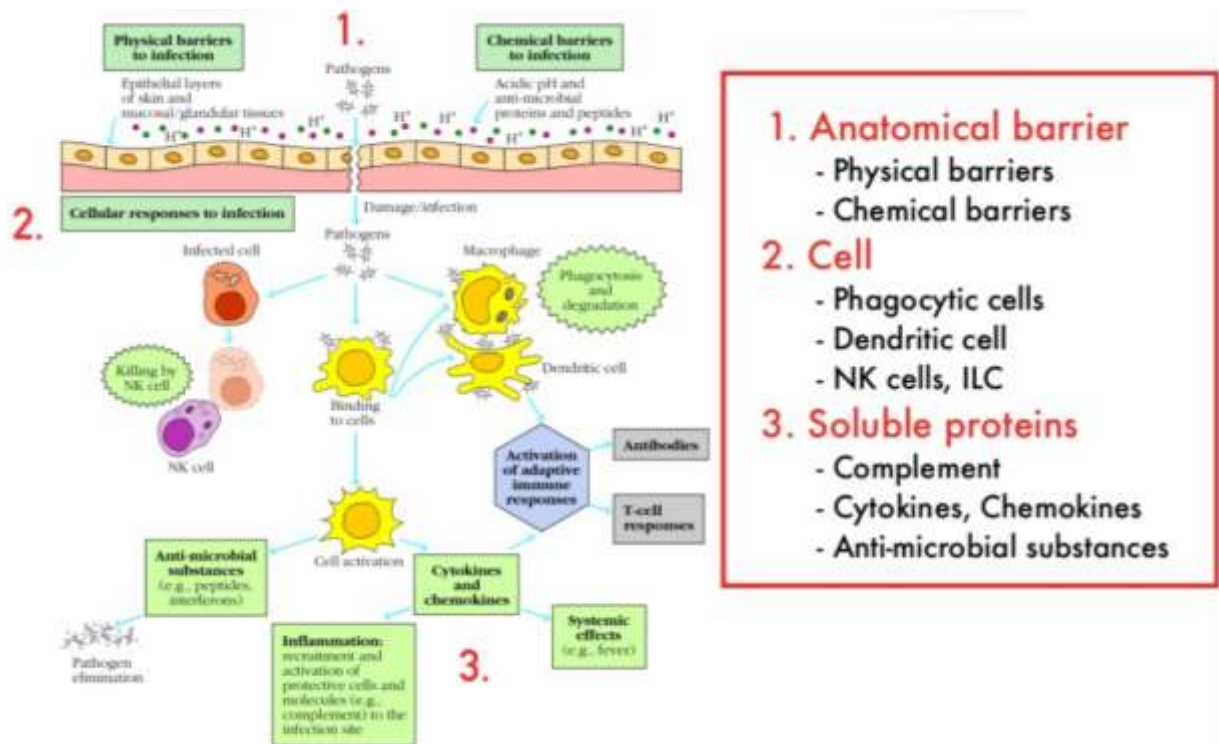 1.
Physical barriers
to infection
Epithelial layers
of skin and
mucosal/glandular tissues
Pathogens
Chemical barriers
to infection
Acidic pH and
anti-microbial
proteins and peptides
H⁺ H⁺ H⁺ H⁺ H⁺ H⁺ H⁺ H⁺ H⁺
2.
Cellular responses to infection
Damage/infection
Pathogens
Infected cell
Macrophage
Phagocytosis
and
degradation
Killing by
NK cell
NK cell
Binding
to cells
Dendritic cell
Activation
of adaptive
immune
responses
Antibodies
T-cell
responses
Cell activation
Anti-microbial
substances
(e.g., peptides,
interferons)
Pathogen
elimination
Cytokines
and
chemokines
Inflammation:
recruitment and
activation of
protective cells and
molecules (e.g.,
complement) to the
infection site
3.
Systemic
effects
(e.g., fever)
1. Anatomical barrier
- Physical barriers
- Chemical barriers
2. Cell
- Phagocytic cells
- Dendritic cell
- NK cells, ILC
3. Soluble proteins
- Complement
- Cytokines, Chemokines
- Anti-microbial substances